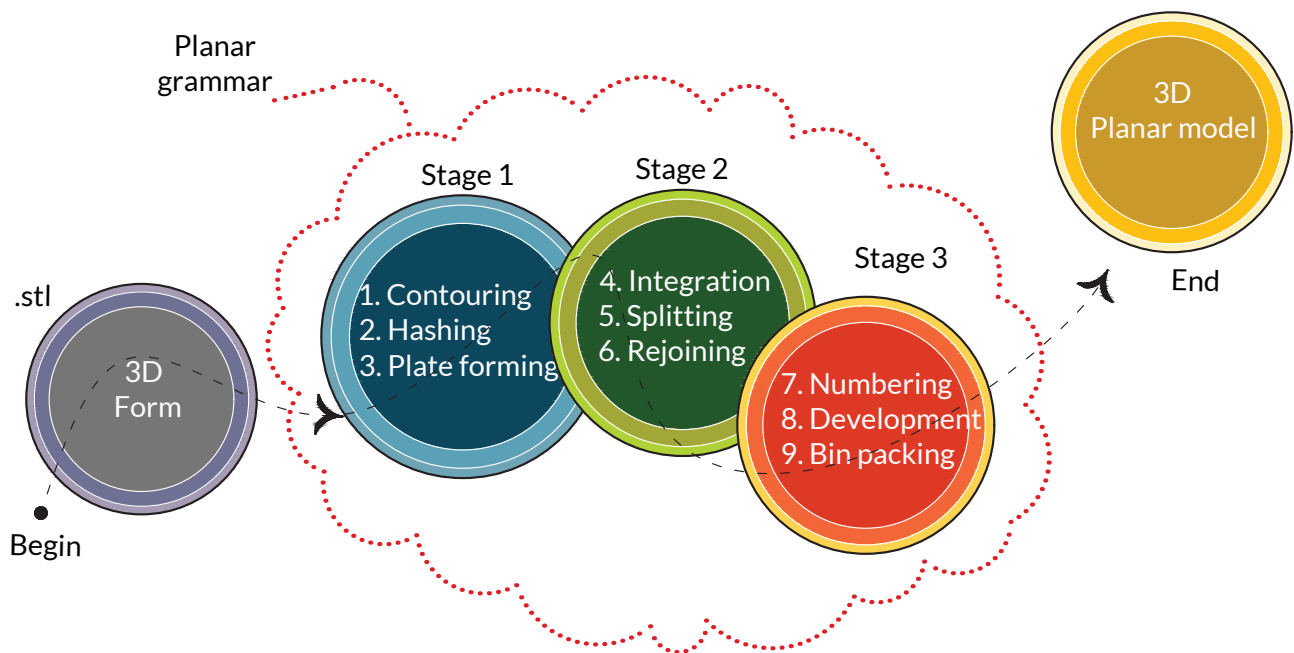 Planar
grammar
3D
Planar model
End
Stage 1
Stage 2
Stage 3
.stl
3D
Form
Begin
1. Contouring
2. Hashing
3. Plate forming
4. Integration
5. Splitting
6. Rejoining
7. Numbering
8. Development
9. Bin packing